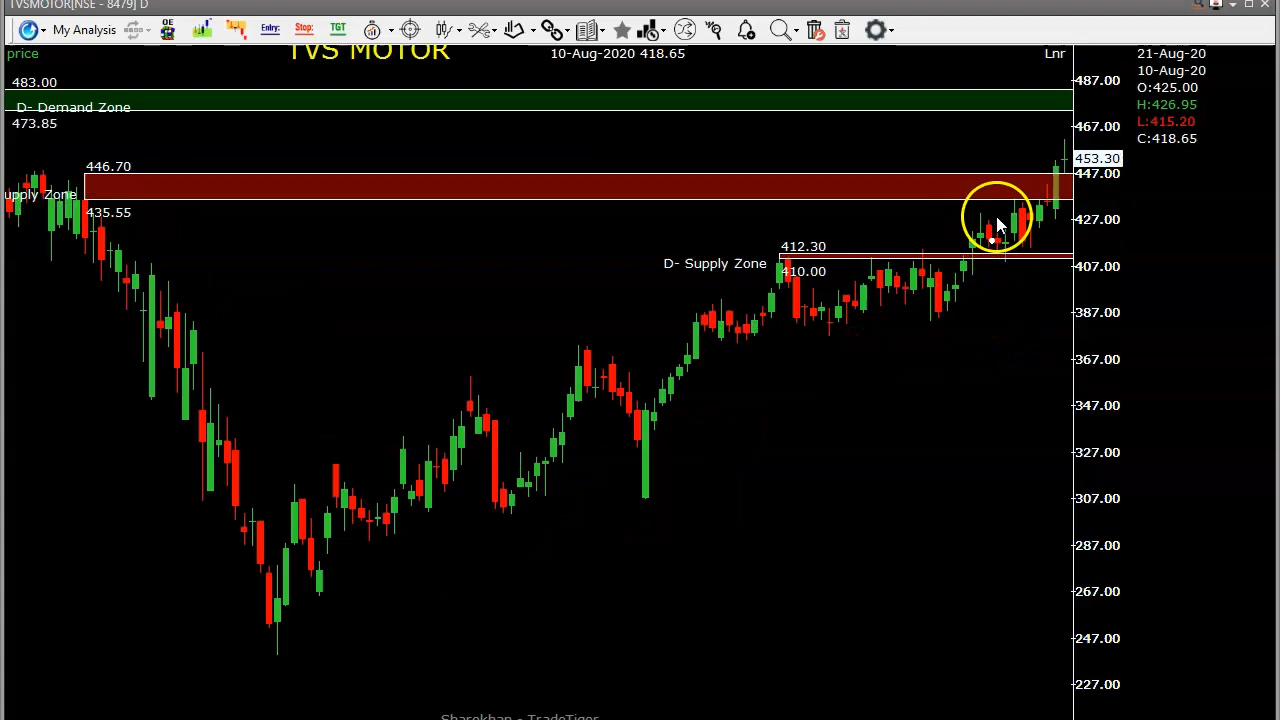 TVSMOTOR[NSE - 8479] D
My Analysis
OE
Entry:
Stop:
TGT
price
TVS MOTOR
10-Aug-2020 418.65
Lnr
21-Aug-20
10-Aug-20
O:425.00
H:426.95
L:415.20
C:418.65
483.00
D- Demand Zone
473.85
446.70
upply Zone
435.55
412.30
D- Supply Zone
410.00
487.00
467.00
453.30
447.00
427.00
407.00
387.00
367.00
347.00
327.00
307.00
287.00
267.00
247.00
227.00
Sharekhan - TradeTiger